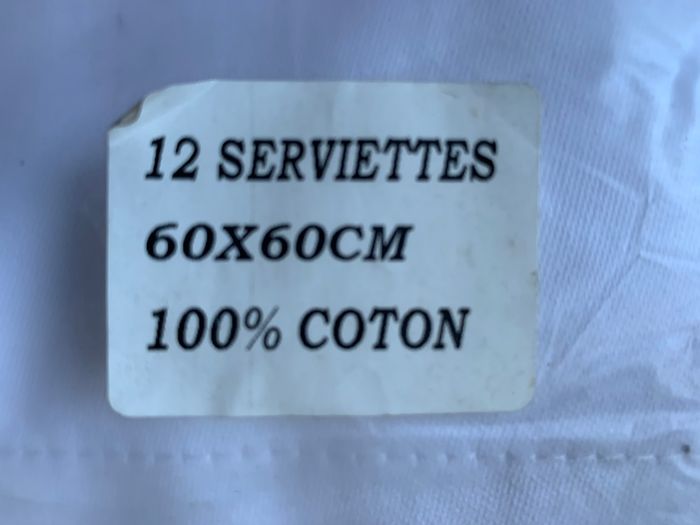 12 SERVIETTES
60X60CM
100% COTON